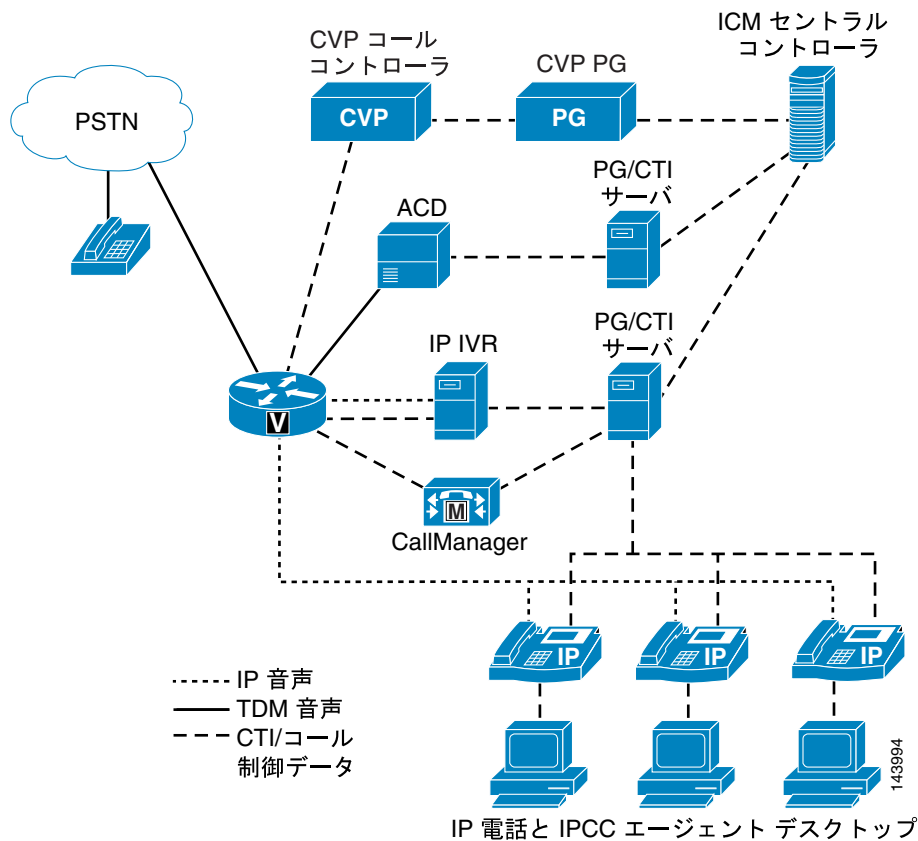 ICM セントラル
コントローラ
CVP コール
コントローラ
CVP PG
PSTN
CVP
PG
PG/CTI
サーバ
ACD
PG/CTI
サーバ
IP IVR
V
M
CallManager
IP
IP
IP
IP 音声
TDM 音声
CTI/コール
制御データ
143994
IP 電話と IPCC エージェント デスクトップ